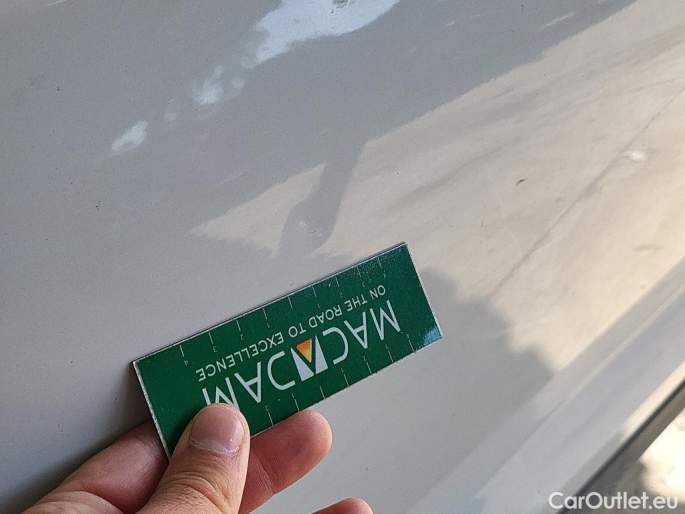 MACADAM
ON THE ROAD TO EXCELLENCE
CarOutlet.eu